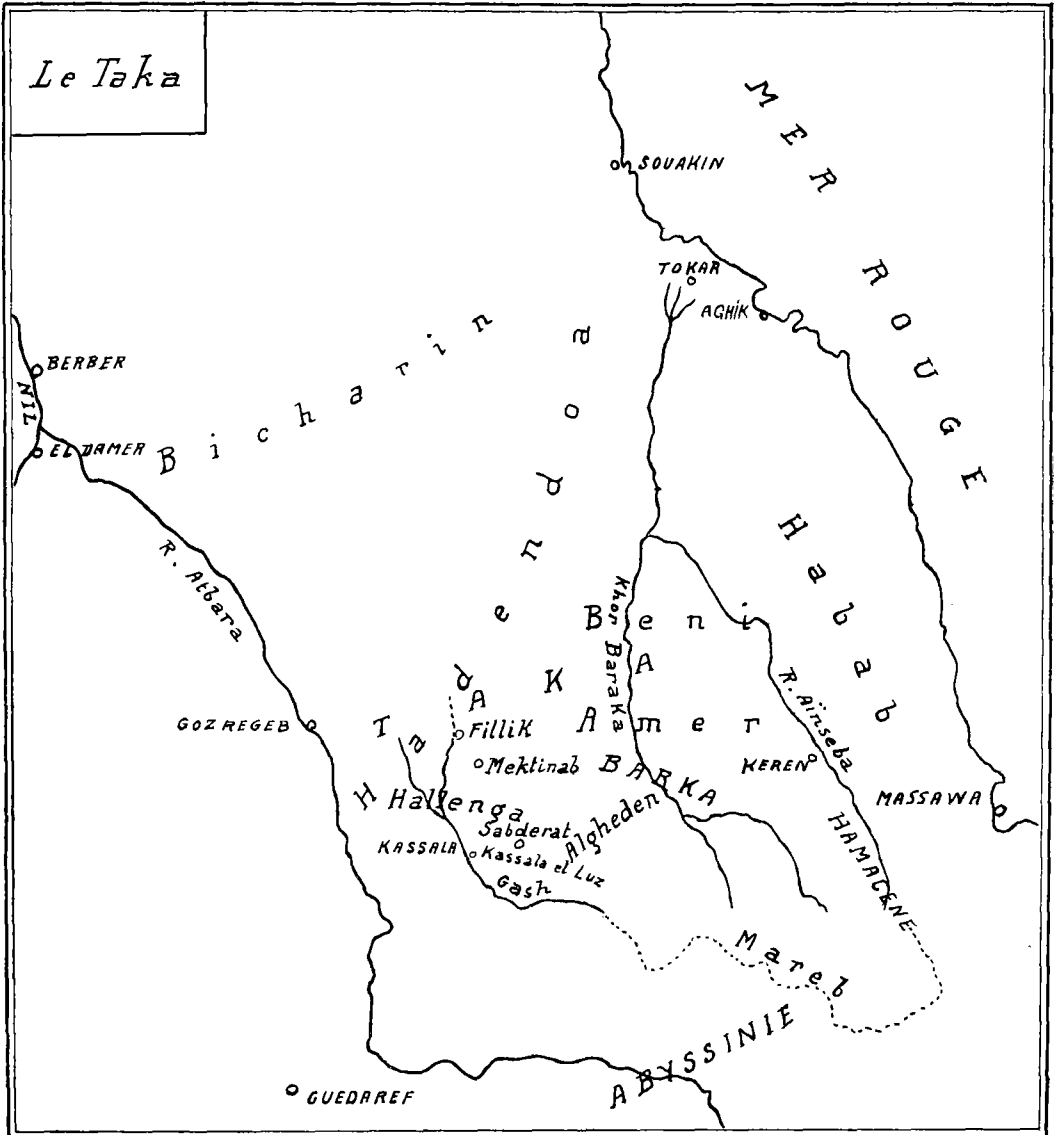 Le Taka
MER ROUGE
SOUAKIN
TOKAR
AGHIK
BERBER
NIL
EL DAMER
Bicharin
Hadendoa
Habab
R. Atbara
Khor Baraka
Beni
Amer
TAKA
R. Aïnseba
GOZ REGEB
Fillik
Mektinab
BARKA
KEREN
MASSAWA
Hallenga
Sabderat
Algheden
KASSALA
Kassala el Luz
Gash
HAMACENE
Mareb
ABYSSINIE
GUEDAREF